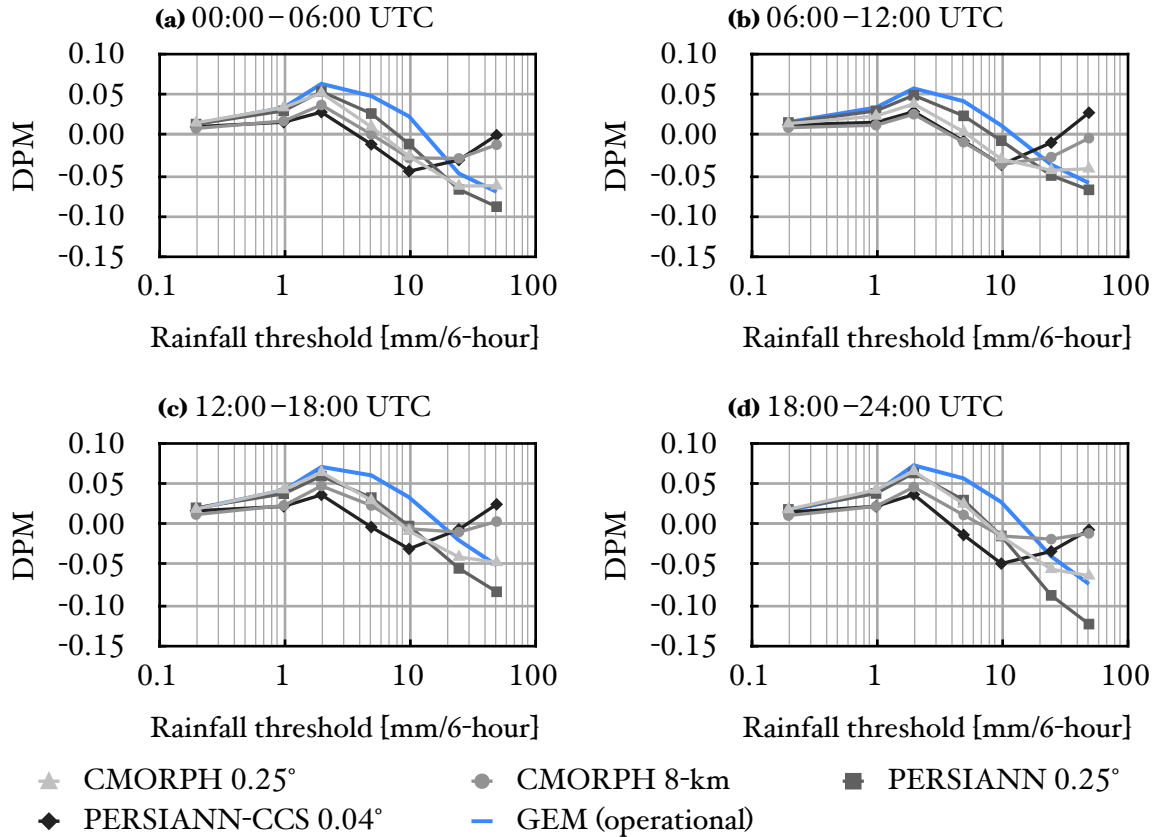 (a) 00:00–06:00 UTC
(b) 06:00–12:00 UTC
0.10
0.05
0.00
-0.05
-0.10
-0.15
DPM
0.1 1 10 100
Rainfall threshold [mm/6-hour]
0.10
0.05
0.00
-0.05
-0.10
-0.15
DPM
0.1 1 10 100
Rainfall threshold [mm/6-hour]
(c) 12:00–18:00 UTC
(d) 18:00–24:00 UTC
0.10
0.05
0.00
-0.05
-0.10
-0.15
DPM
0.1 1 10 100
Rainfall threshold [mm/6-hour]
0.10
0.05
0.00
-0.05
-0.10
-0.15
DPM
0.1 1 10 100
Rainfall threshold [mm/6-hour]
CMORPH 0.25° CMORPH 8-km PERSIANN 0.25°
PERSIANN-CCS 0.04° GEM (operational)